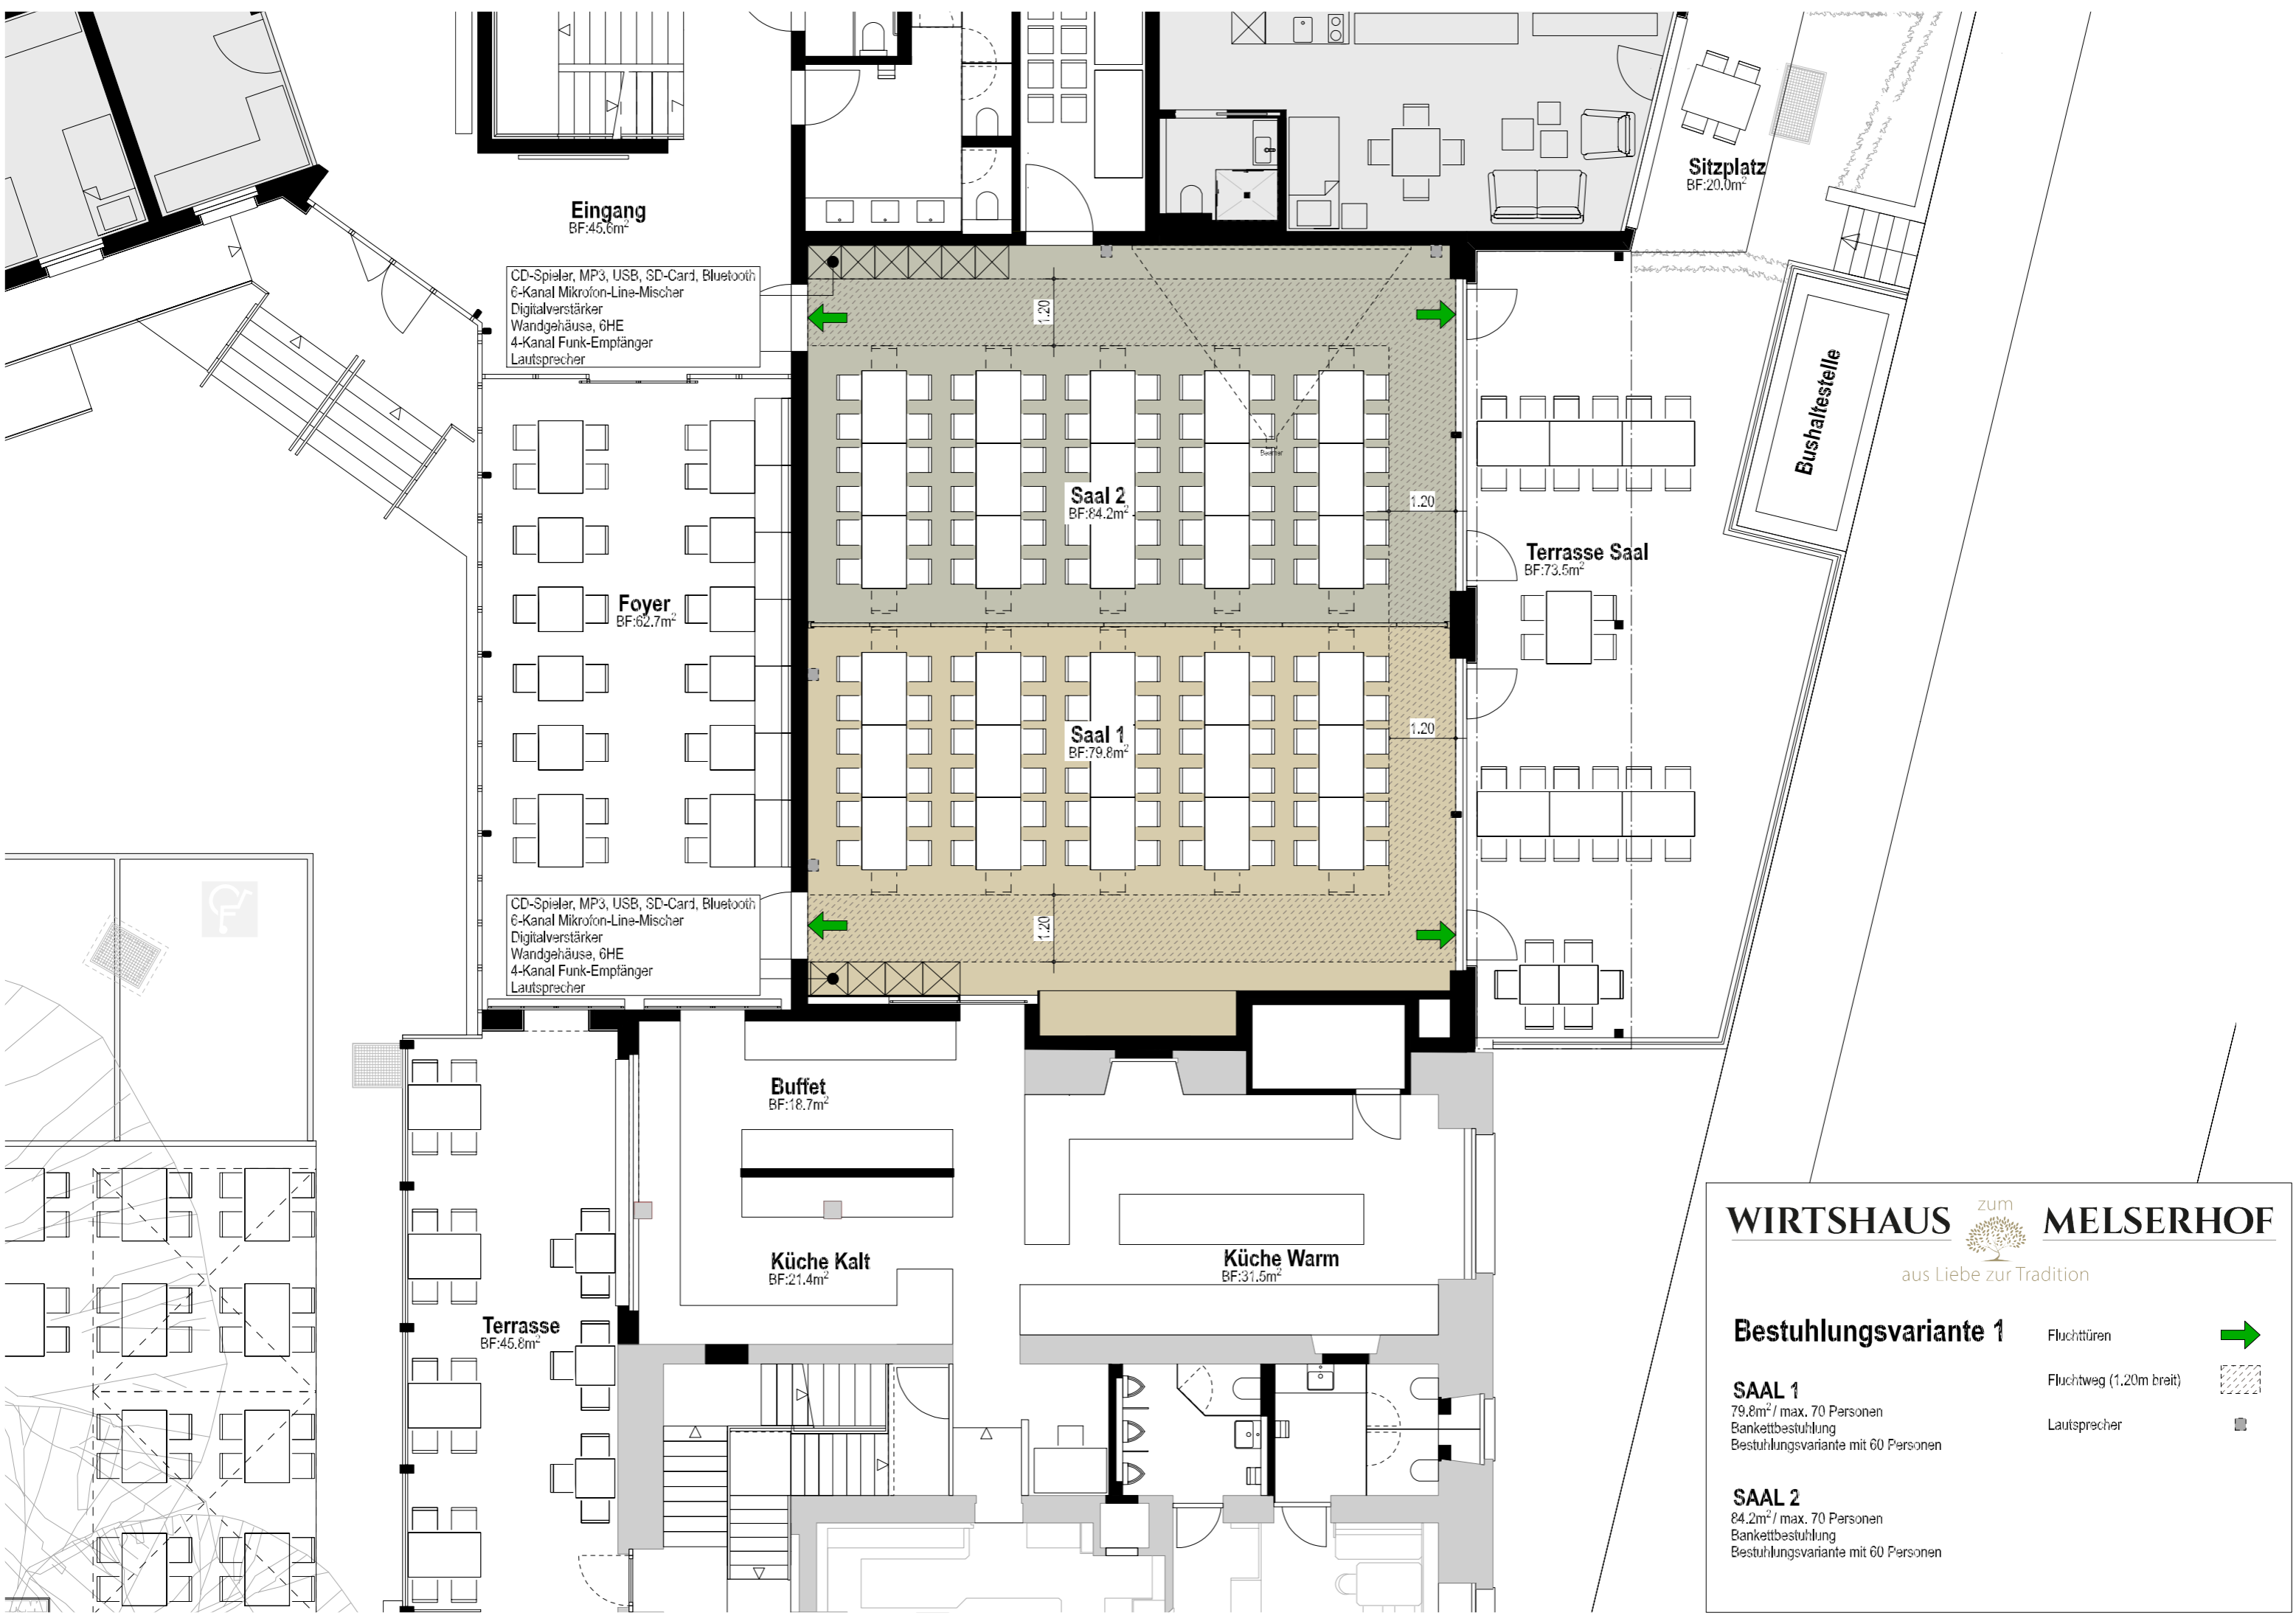 Sitzplatz
BF:20.0m²
Eingang
BF:45.6m²
CD-Spieler, MP3, USB, SD-Card, Bluetooth
6-Kanal Mikrofon-Line-Mischer
Digitalverstärker
Wandgehäuse, 6HE
4-Kanal Funk-Empfänger
Lautsprecher
1.20
Bushaltestelle
Beamer
Saal 2
BF:84.2m²
1.20
Terrasse Saal
BF:73.5m²
Foyer
BF:62.7m²
Saal 1
BF:79.8m²
1.20
CD-Spieler, MP3, USB, SD-Card, Bluetooth
6-Kanal Mikrofon-Line-Mischer
Digitalverstärker
Wandgehäuse, 6HE
4-Kanal Funk-Empfänger
Lautsprecher
1.20
Buffet
BF:18.7m²
Küche Kalt
BF:21.4m²
Küche Warm
BF:31.5m²
Terrasse
BF:45.8m²
WIRTSHAUS zum MELSERHOF
aus Liebe zur Tradition
Bestuhlungsvariante 1
Fluchttüren
Fluchtweg (1.20m breit)
Lautsprecher
SAAL 1
79.8m² / max. 70 Personen
Bankettbestuhlung
Bestuhlungsvariante mit 60 Personen
SAAL 2
84.2m² / max. 70 Personen
Bankettbestuhlung
Bestuhlungsvariante mit 60 Personen